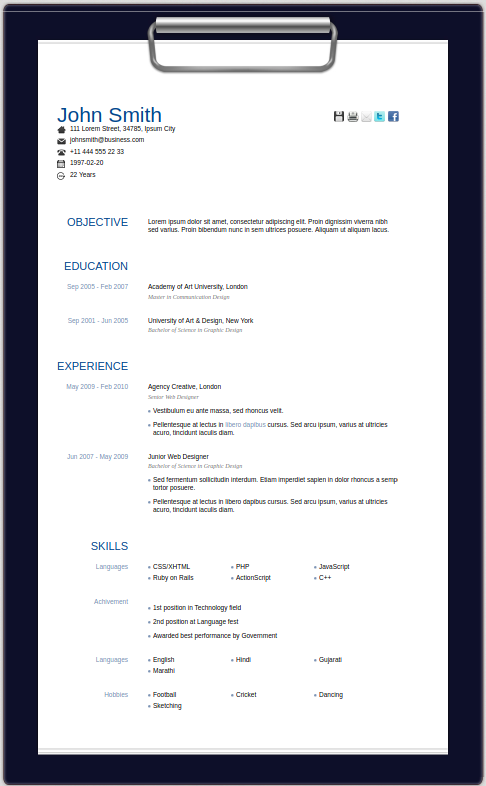 John Smith
111 Lorem Street, 34785, Ipsum City
johnsmith@business.com
+11 444 555 22 33
1997-02-20
22 Years
OBJECTIVE
Lorem ipsum dolor sit amet, consectetur adipiscing elit. Proin dignissim viverra nibh
sed varius. Proin bibendum nunc in sem ultrices posuere. Aliquam ut aliquam lacus.
EDUCATION
Sep 2005 - Feb 2007
Academy of Art University, London
Master in Communication Design
Sep 2001 - Jun 2005
University of Art & Design, New York
Bachelor of Science in Graphic Design
EXPERIENCE
May 2009 - Feb 2010
Agency Creative, London
Senior Web Designer
Vestibulum eu ante massa, sed rhoncus velit.
Pellentesque at lectus in libero dapibus cursus. Sed arcu ipsum, varius at ultricies
acuro, tincidunt iaculis diam.
Jun 2007 - May 2009
Junior Web Designer
Bachelor of Science in Graphic Design
Sed fermentum sollicitudin interdum. Etiam imperdiet sapien in dolor rhoncus a semp
tortor posuere.
Pellentesque at lectus in libero dapibus cursus. Sed arcu ipsum, varius at ultricies
acuro, tincidunt iaculis diam.
SKILLS
Languages
CSS/XHTML PHP JavaScript
Ruby on Rails ActionScript C++
Achivement
1st position in Technology field
2nd position at Language fest
Awarded best performance by Government
Languages
English Hindi Gujarati
Marathi
Hobbies
Football Cricket Dancing
Sketching